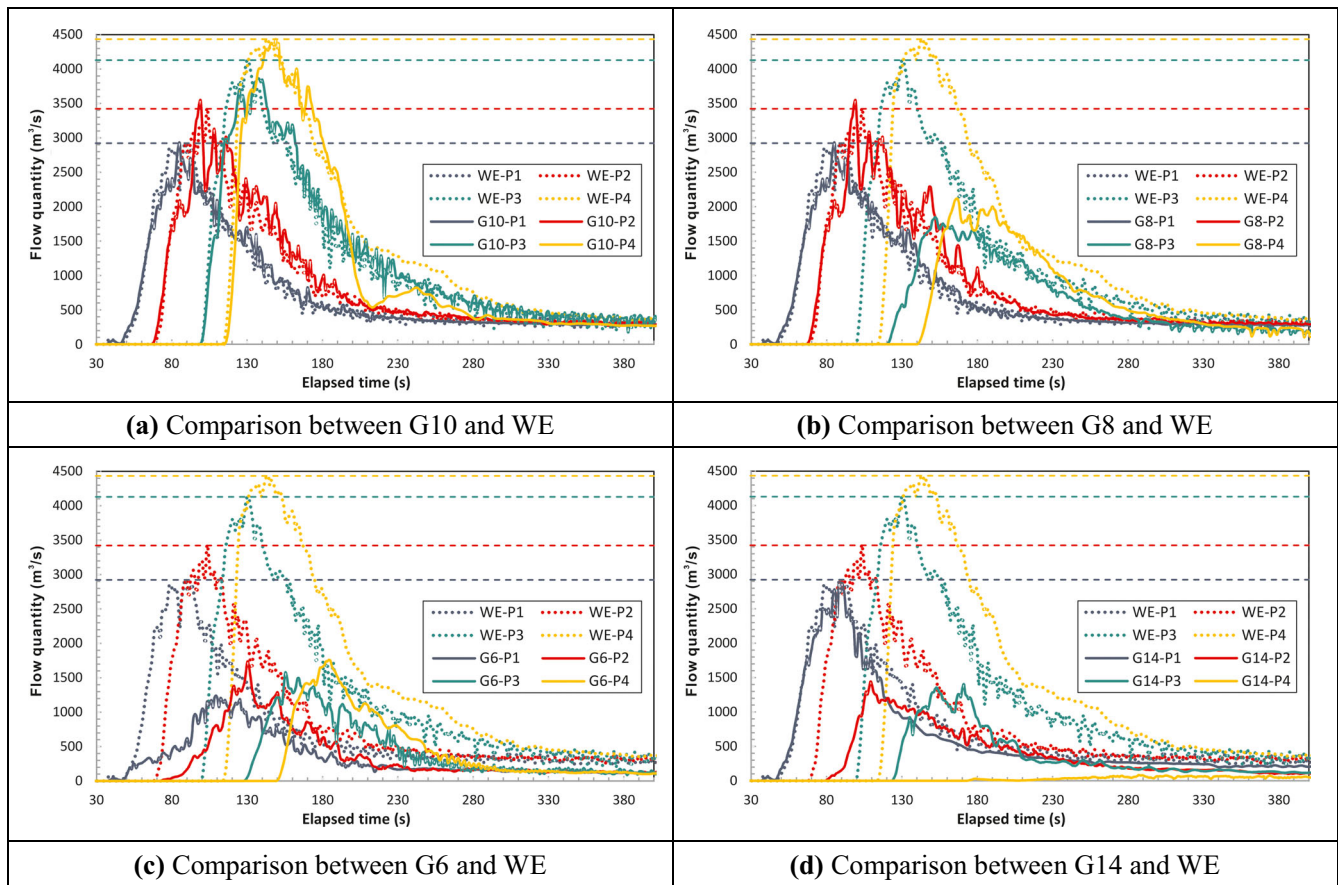 4500
4000
3500
3000
2500
2000
1500
1000
500
0
Flow quantity (m³/s)
WE-P1 WE-P2
WE-P3 WE-P4
G10-P1 G10-P2
G10-P3 G10-P4
30 80 130 180 230 280 330 380
Elapsed time (s)
(a) Comparison between G10 and WE
4500
4000
3500
3000
2500
2000
1500
1000
500
0
Flow quantity (m³/s)
WE-P1 WE-P2
WE-P3 WE-P4
G8-P1 G8-P2
G8-P3 G8-P4
30 80 130 180 230 280 330 380
Elapsed time (s)
(b) Comparison between G8 and WE
4500
4000
3500
3000
2500
2000
1500
1000
500
0
Flow quantity (m³/s)
WE-P1 WE-P2
WE-P3 WE-P4
G6-P1 G6-P2
G6-P3 G6-P4
30 80 130 180 230 280 330 380
Elapsed time (s)
(c) Comparison between G6 and WE
4500
4000
3500
3000
2500
2000
1500
1000
500
0
Flow quantity (m³/s)
WE-P1 WE-P2
WE-P3 WE-P4
G14-P1 G14-P2
G14-P3 G14-P4
30 80 130 180 230 280 330 380
Elapsed time (s)
(d) Comparison between G14 and WE